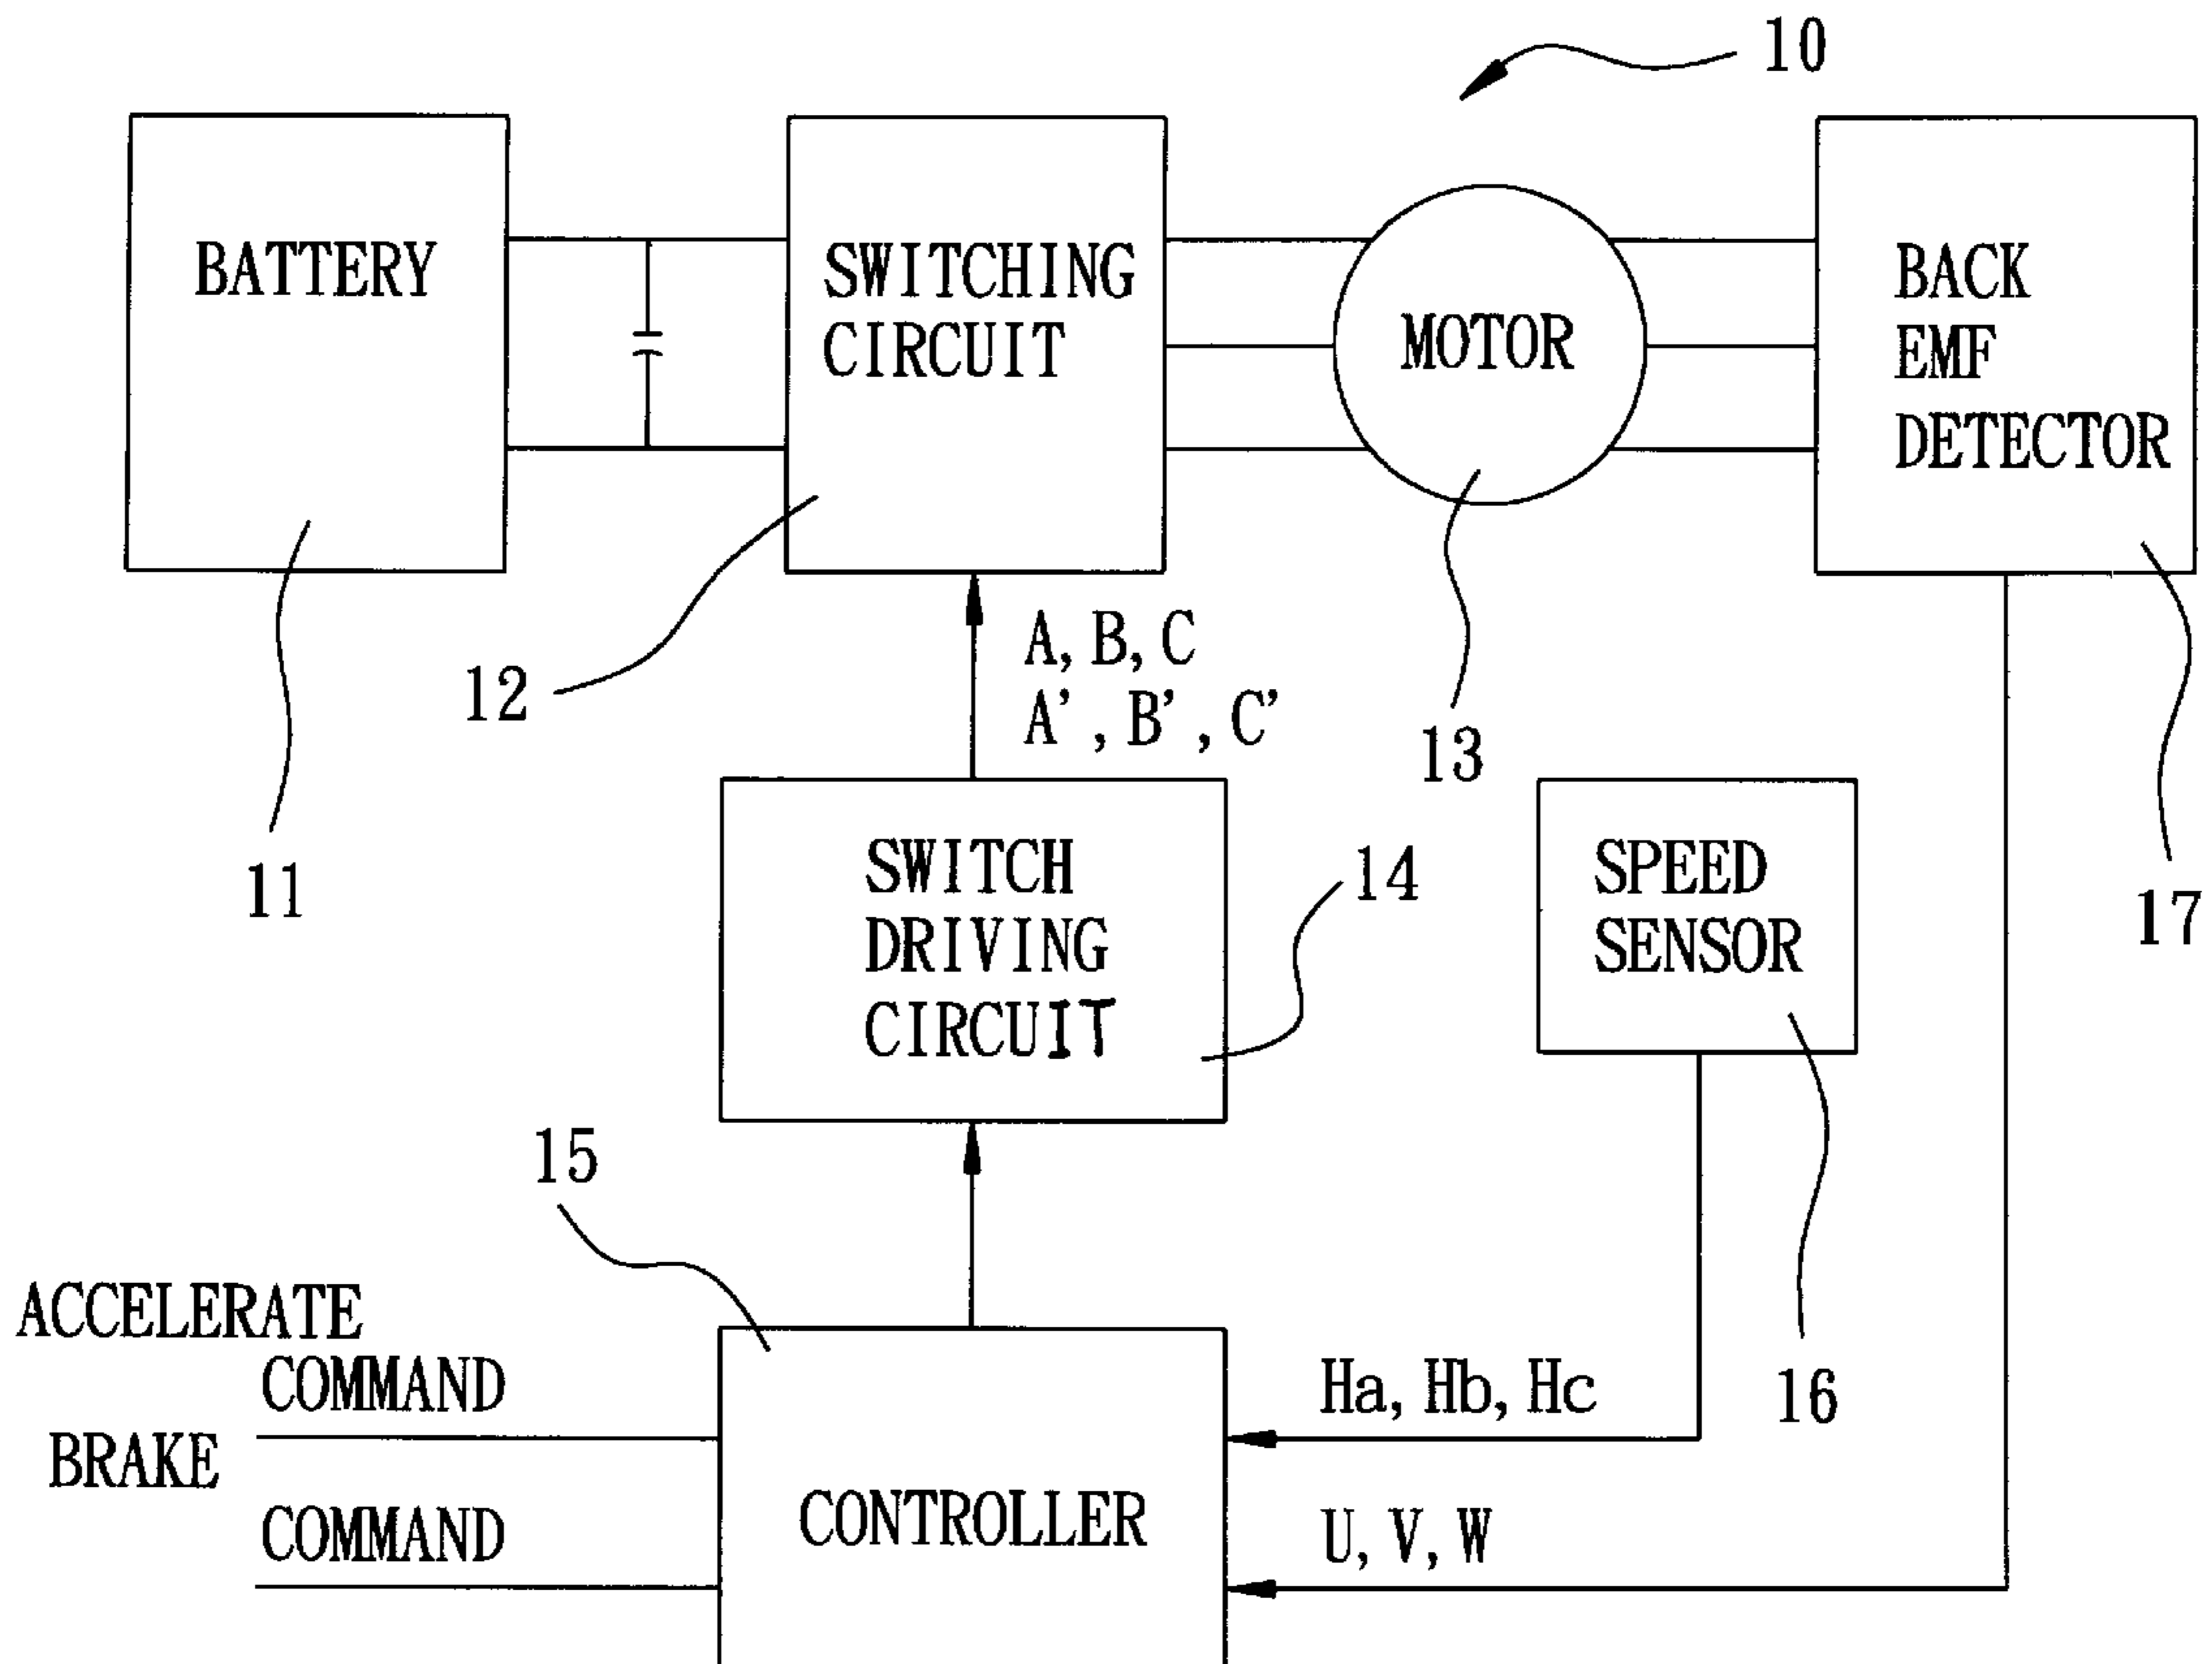 10
BATTERY
SWITCHING
CIRCUIT
MOTOR
BACK
EMF
DETECTOR
A, B, C
A', B', C'
12
13
11
SWITCH
DRIVING
CIRCUIT
14
SPEED
SENSOR
17
15
16
ACCELERATE
COMMAND
BRAKE
COMMAND
CONTROLLER
Ha, Hb, Hc
U, V, W